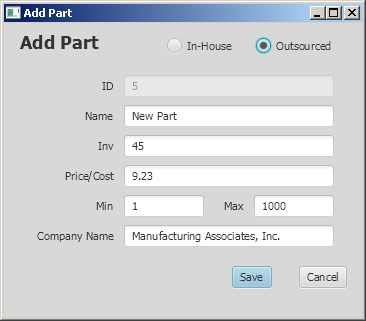 Add Part
Add Part In-House Outsourced
ID 5
Name New Part
Inv 45
Price/Cost 9.23
Min 1 Max 1000
Company Name Manufacturing Associates, Inc.
Save Cancel